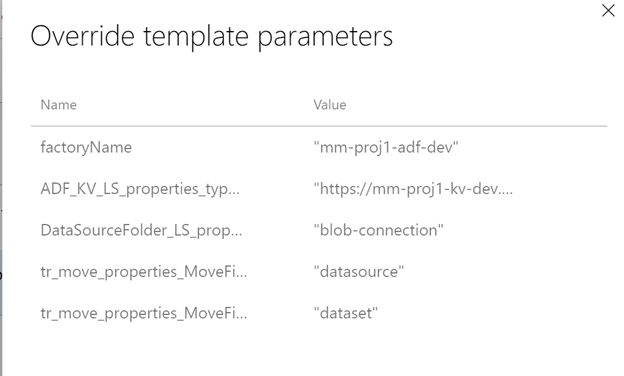 Override template parameters
Name Value
factoryName "mm-proj1-adf-dev"
ADF_KV_LS_properties_typ... "https://mm-proj1-kv-dev....
DataSourceFolder_LS_prop... "blob-connection"
tr_move_properties_MoveFi... "datasource"
tr_move_properties_MoveFi... "dataset"